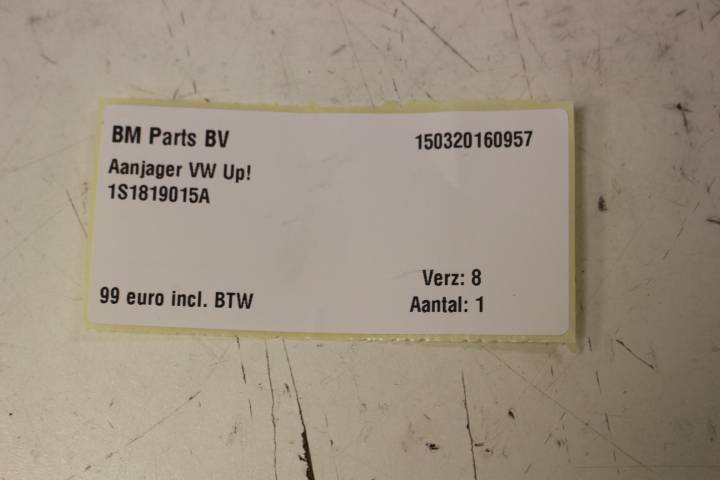 BM Parts BV
150320160957
Aanjager VW Up!
1S1819015A
Verz: 8
99 euro incl. BTW
Aantal: 1